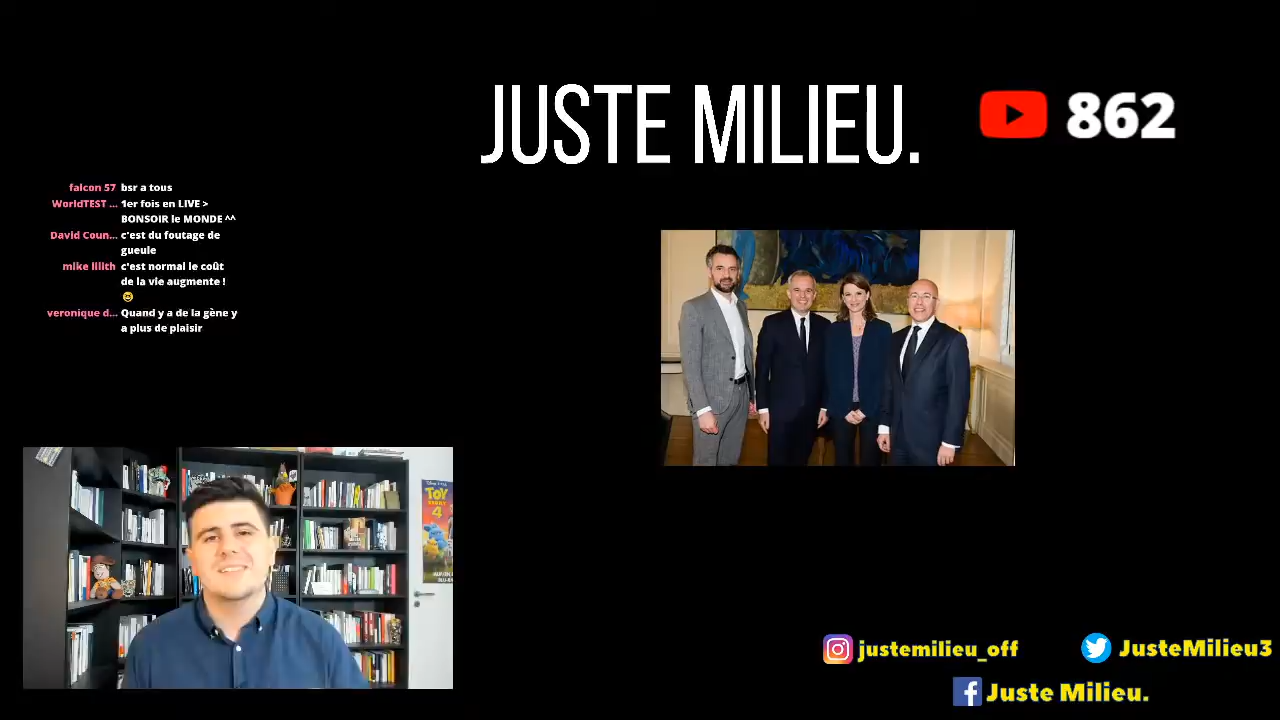 JUSTE MILIEU.
862
falcon 57 bsr a tous
WorldTEST ... 1er fois en LIVE >
BONSOIR le MONDE ^^
David Coun... c'est du foutage de
gueule
mike lilith c'est normal le coût
de la vie augmente !
veronique d... Quand y a de la gène y
a plus de plaisir
TOY
4
justemilieu_off
JusteMilieu3
Juste Milieu.